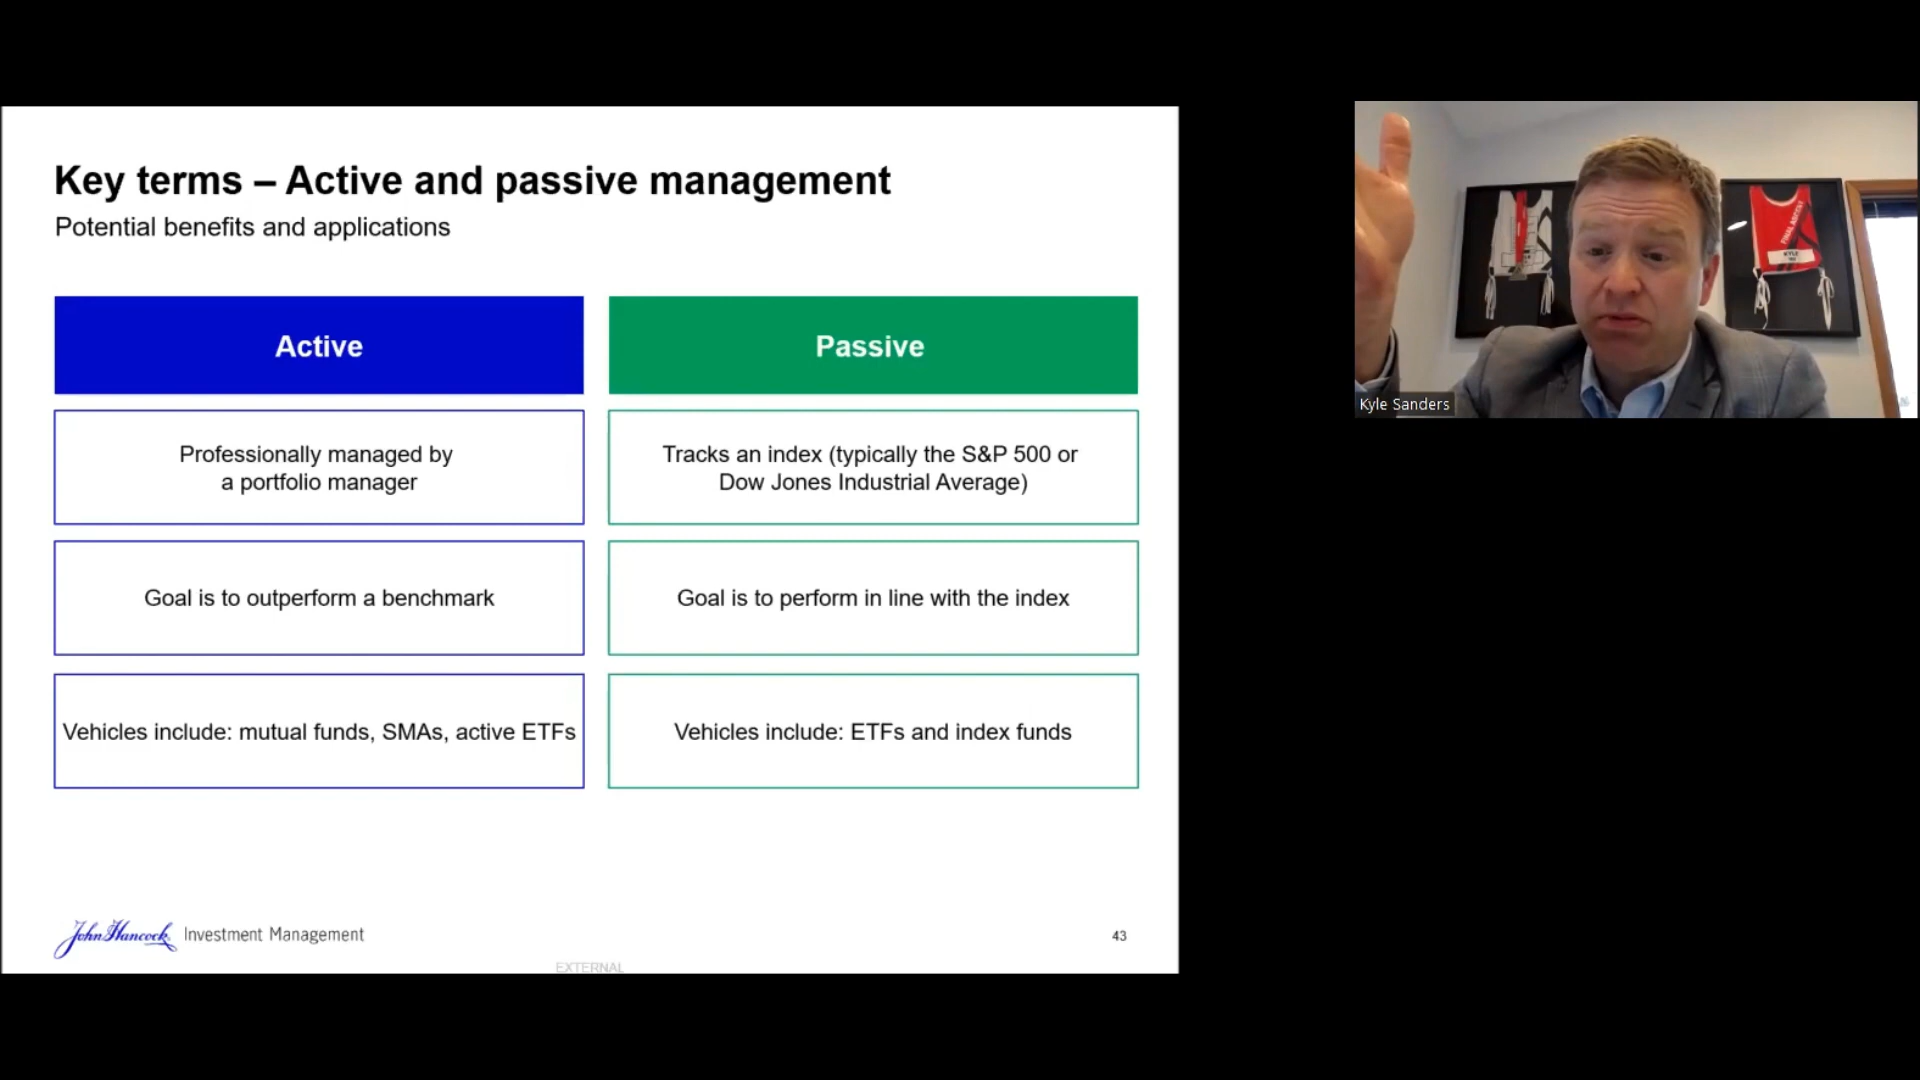 Key terms – Active and passive management
Potential benefits and applications
Active
Passive
Professionally managed by
a portfolio manager
Tracks an index (typically the S&P 500 or
Dow Jones Industrial Average)
Goal is to outperform a benchmark
Goal is to perform in line with the index
Vehicles include: mutual funds, SMAs, active ETFs
Vehicles include: ETFs and index funds
John Hancock Investment Management
43
EXTERNAL
KYLE
Kyle Sanders